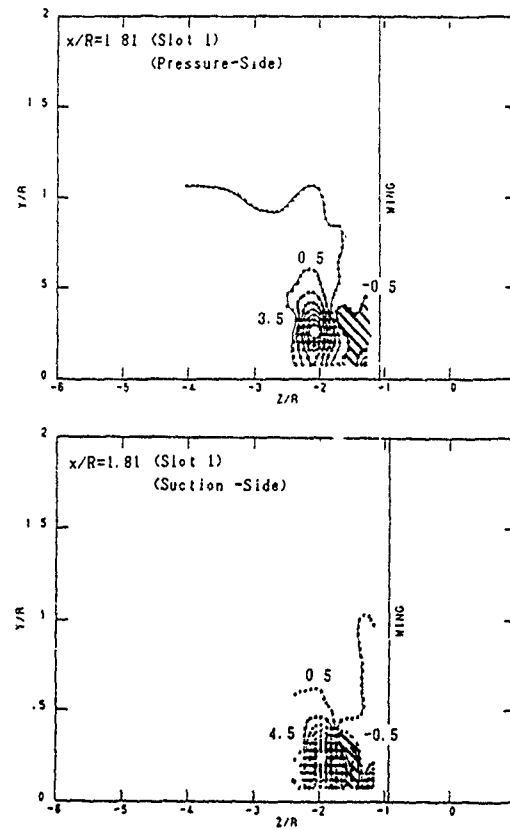 2
x/R=1 81 (Slot 1)
(Pressure-Side)
1 5
Y/R
1
WING
0 5
-0 5
5
3.5
0
-6 -5 -4 -3 -2 -1 0
Z/R
2
x/R=1.81 (Slot 1)
(Suction -Side)
1 5
Y/R
1
WING
0 5
.5
4.5
-0.5
0
-6 -5 -4 -3 -2 -1 0
Z/R